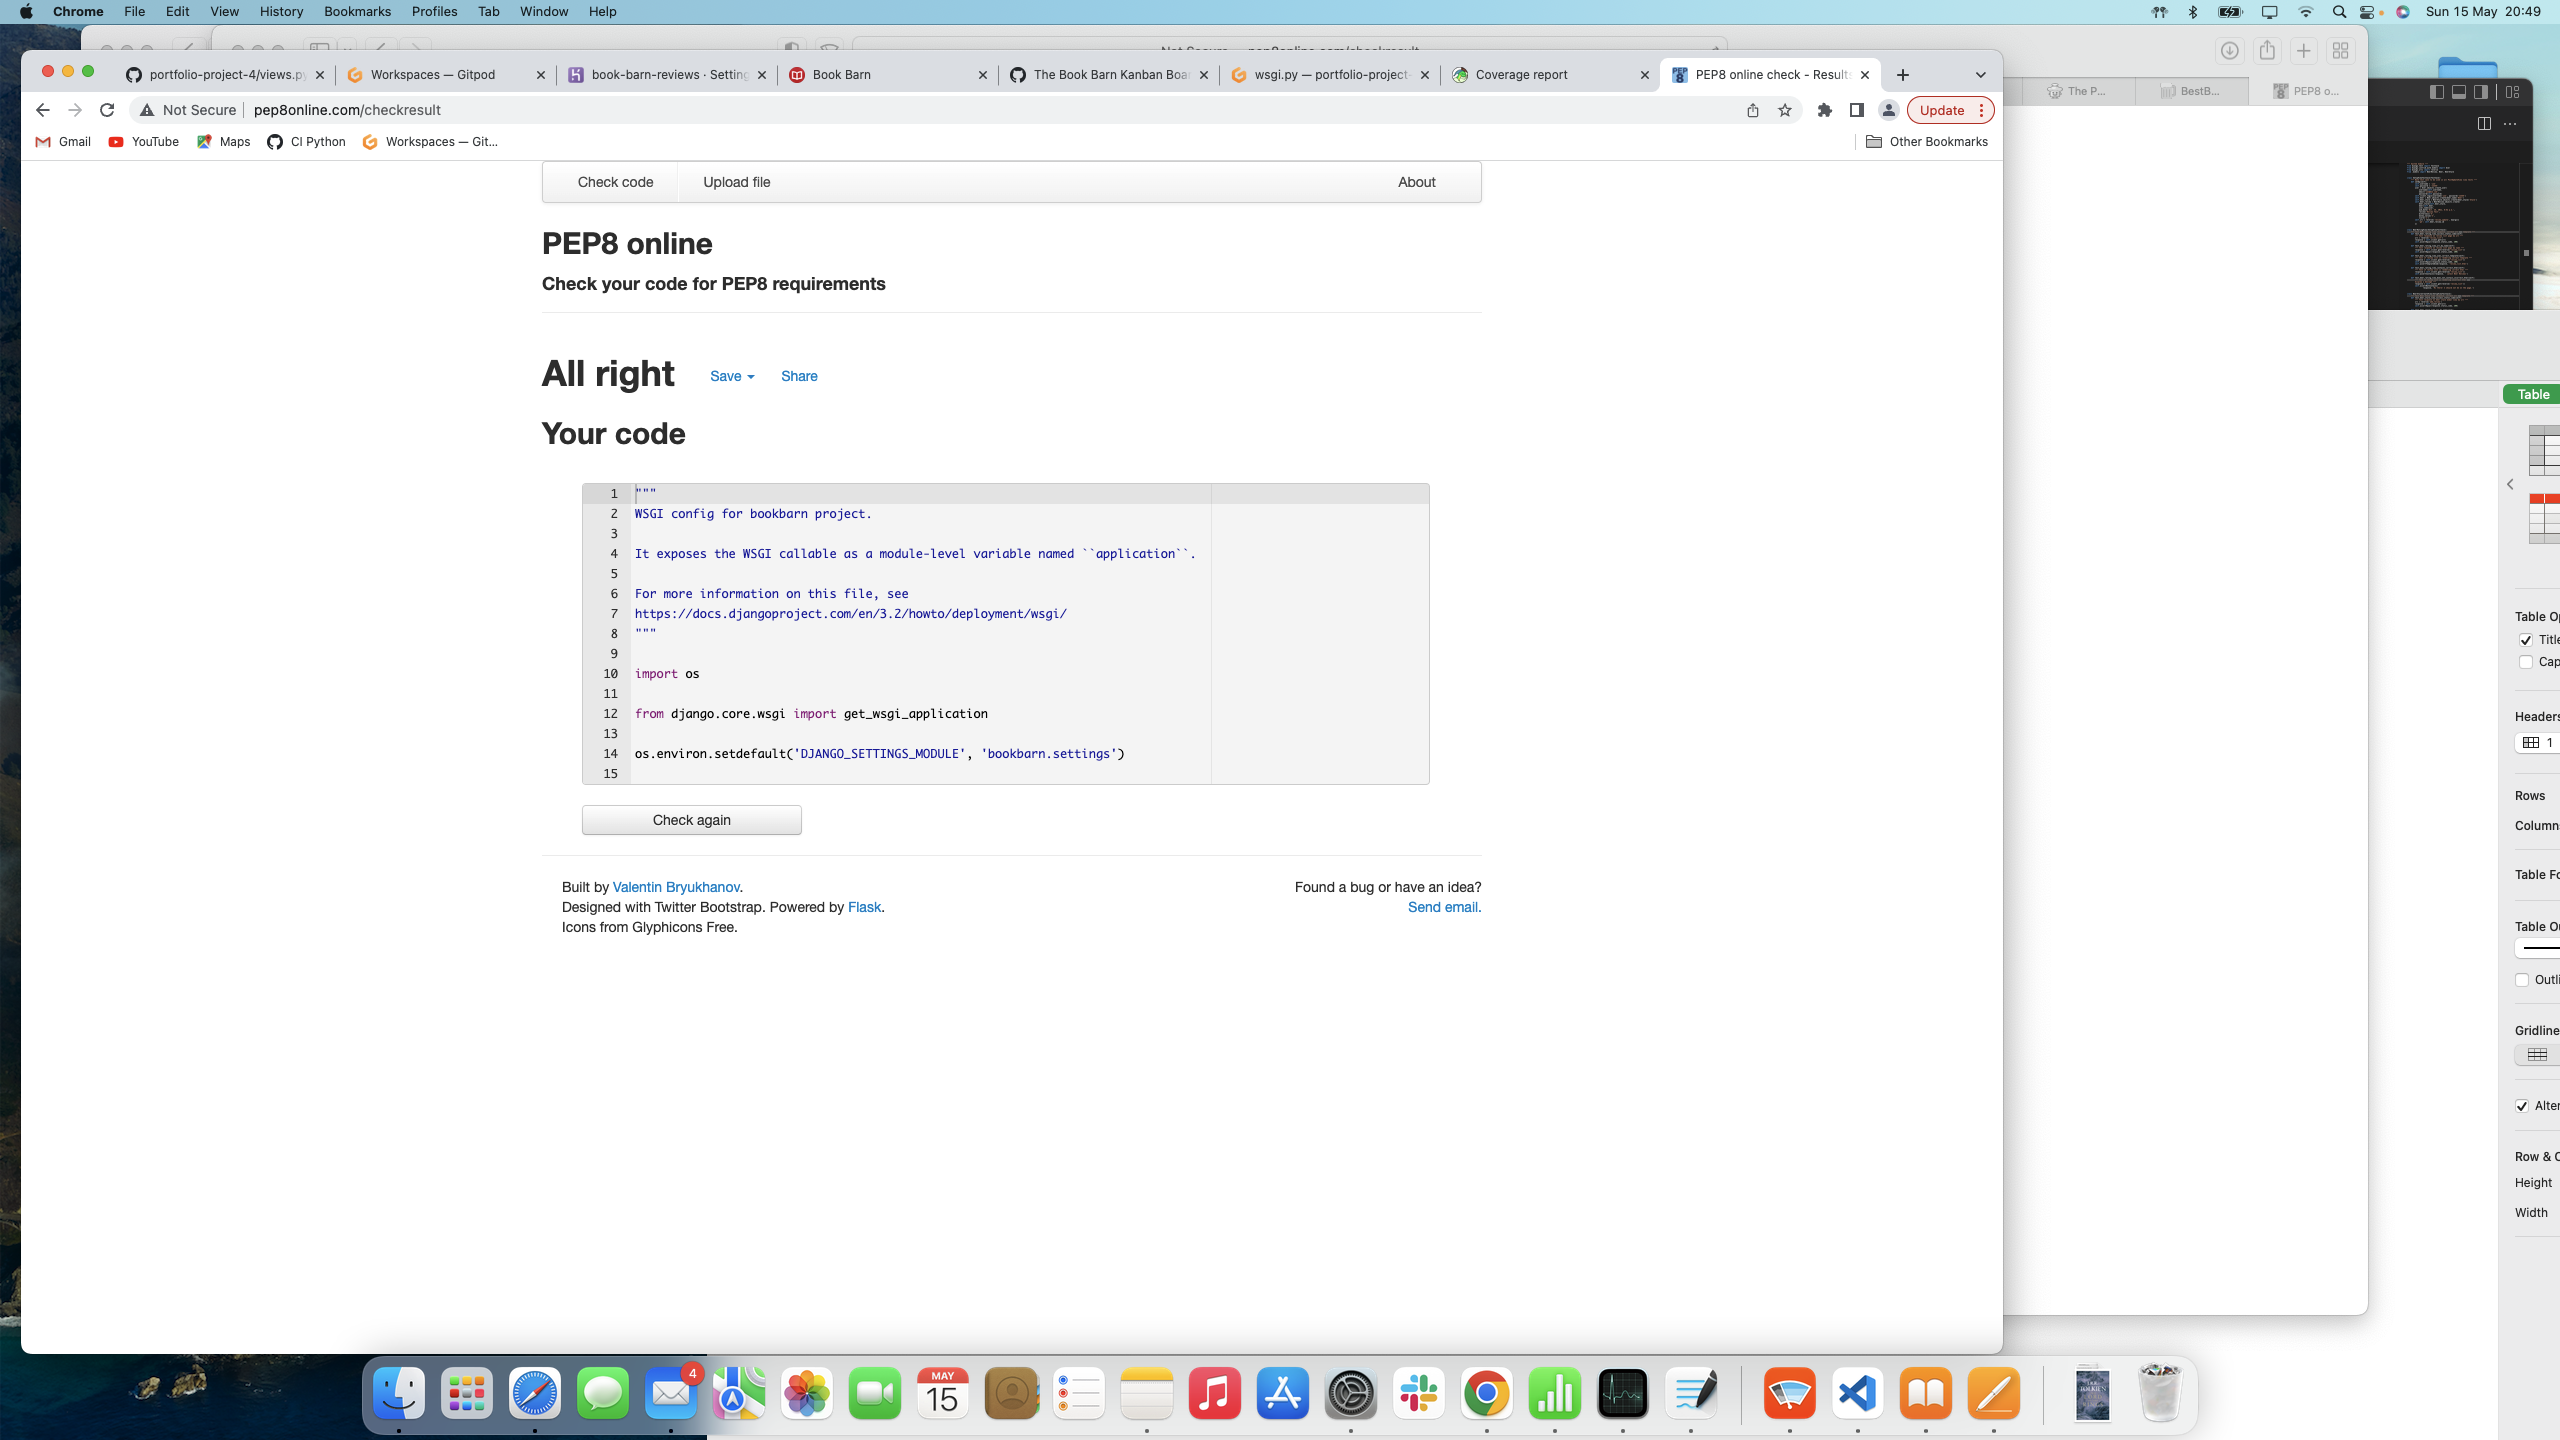 Chrome File Edit View History Bookmarks Profiles Tab Window Help
Sun 15 May 20:49
portfolio-project-4/views.py
Workspaces — Gitpod
book-barn-reviews · Setting
Book Barn
The Book Barn Kanban Boa
wsgi.py — portfolio-project-
Coverage report
PEP8 online check - Results
The P...
BestB...
PEP8 o...
Not Secure
pep8online.com/checkresult
Update
Gmail
YouTube
Maps
CI Python
Workspaces — Git...
Other Bookmarks
Check code
Upload file
About
PEP8 online
Check your code for PEP8 requirements
All right
Save
Share
Your code
1 """
2 WSGI config for bookbarn project.
3
4 It exposes the WSGI callable as a module-level variable named ``application``.
5
6 For more information on this file, see
7 https://docs.djangoproject.com/en/3.2/howto/deployment/wsgi/
8 """
9
10 import os
11
12 from django.core.wsgi import get_wsgi_application
13
14 os.environ.setdefault('DJANGO_SETTINGS_MODULE', 'bookbarn.settings')
15
Check again
Built by Valentin Bryukhanov.
Designed with Twitter Bootstrap. Powered by Flask.
Icons from Glyphicons Free.
Found a bug or have an idea?
Send email.
Table
Table Op
Title
Cap
Headers
1
Rows
Column
Table Fo
Table Ou
Outli
Gridline
Alter
Row & C
Height
Width
4
MAY
15